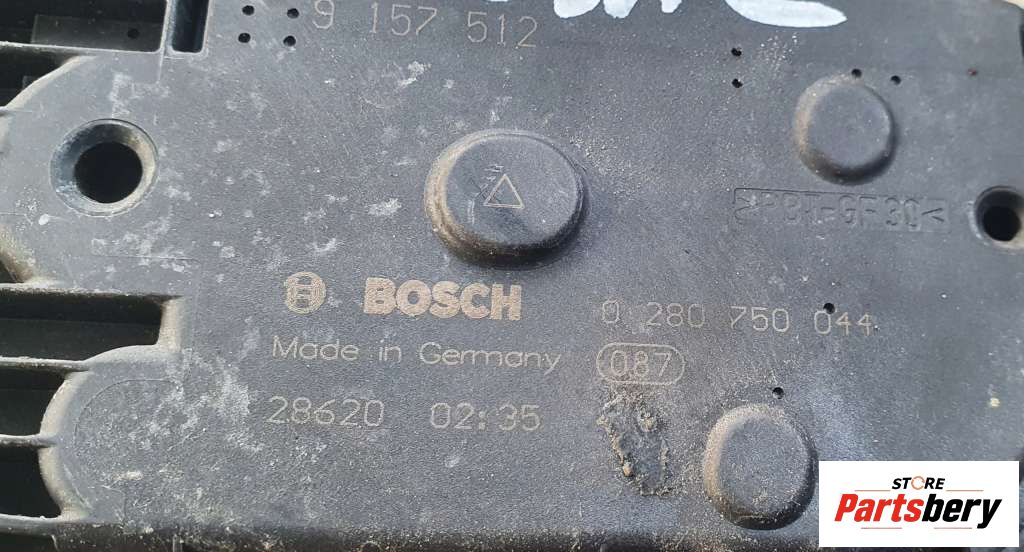 9 157 512
>PBT-GF30<
BOSCH 0 280 750 044
Made in Germany 087
28620 02:35
STORE
Partsbery